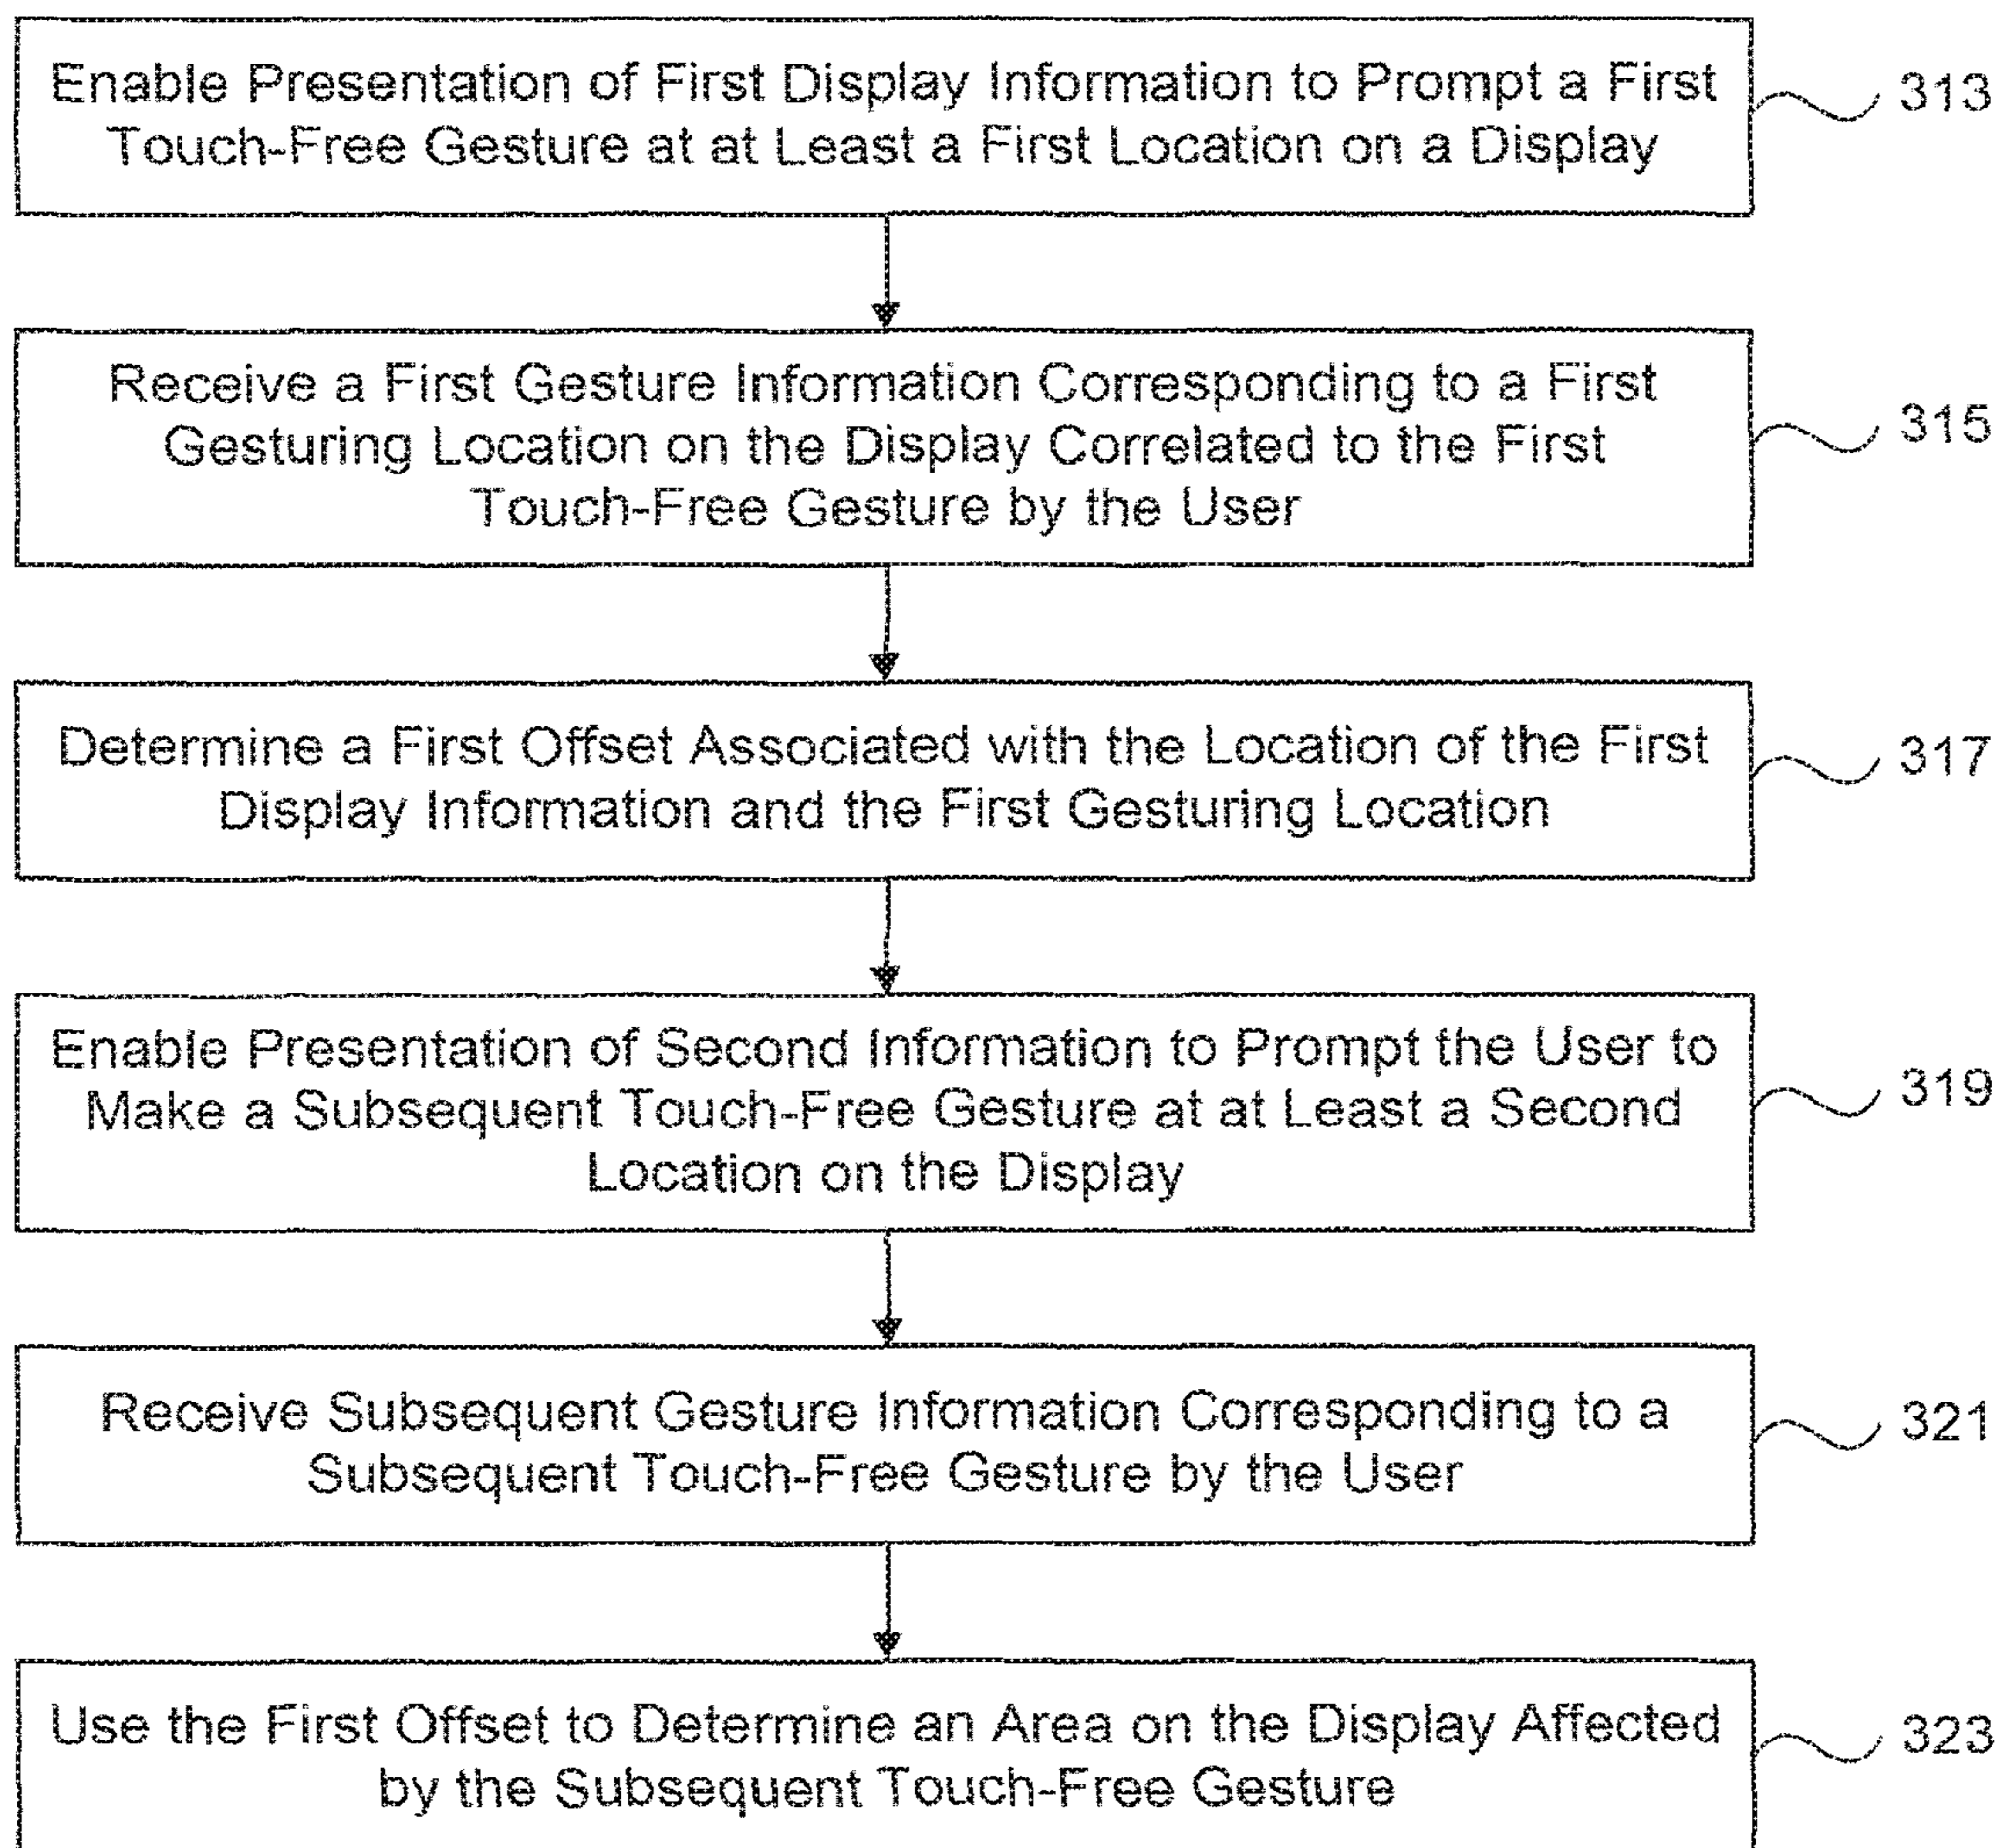 Enable Presentation of First Display Information to Prompt a First
Touch-Free Gesture at at Least a First Location on a Display
313
Receive a First Gesture Information Corresponding to a First
Gesturing Location on the Display Correlated to the First
Touch-Free Gesture by the User
315
Determine a First Offset Associated with the Location of the First
Display Information and the First Gesturing Location
317
Enable Presentation of Second Information to Prompt the User to
Make a Subsequent Touch-Free Gesture at at Least a Second
Location on the Display
319
Receive Subsequent Gesture Information Corresponding to a
Subsequent Touch-Free Gesture by the User
321
Use the First Offset to Determine an Area on the Display Affected
by the Subsequent Touch-Free Gesture
323